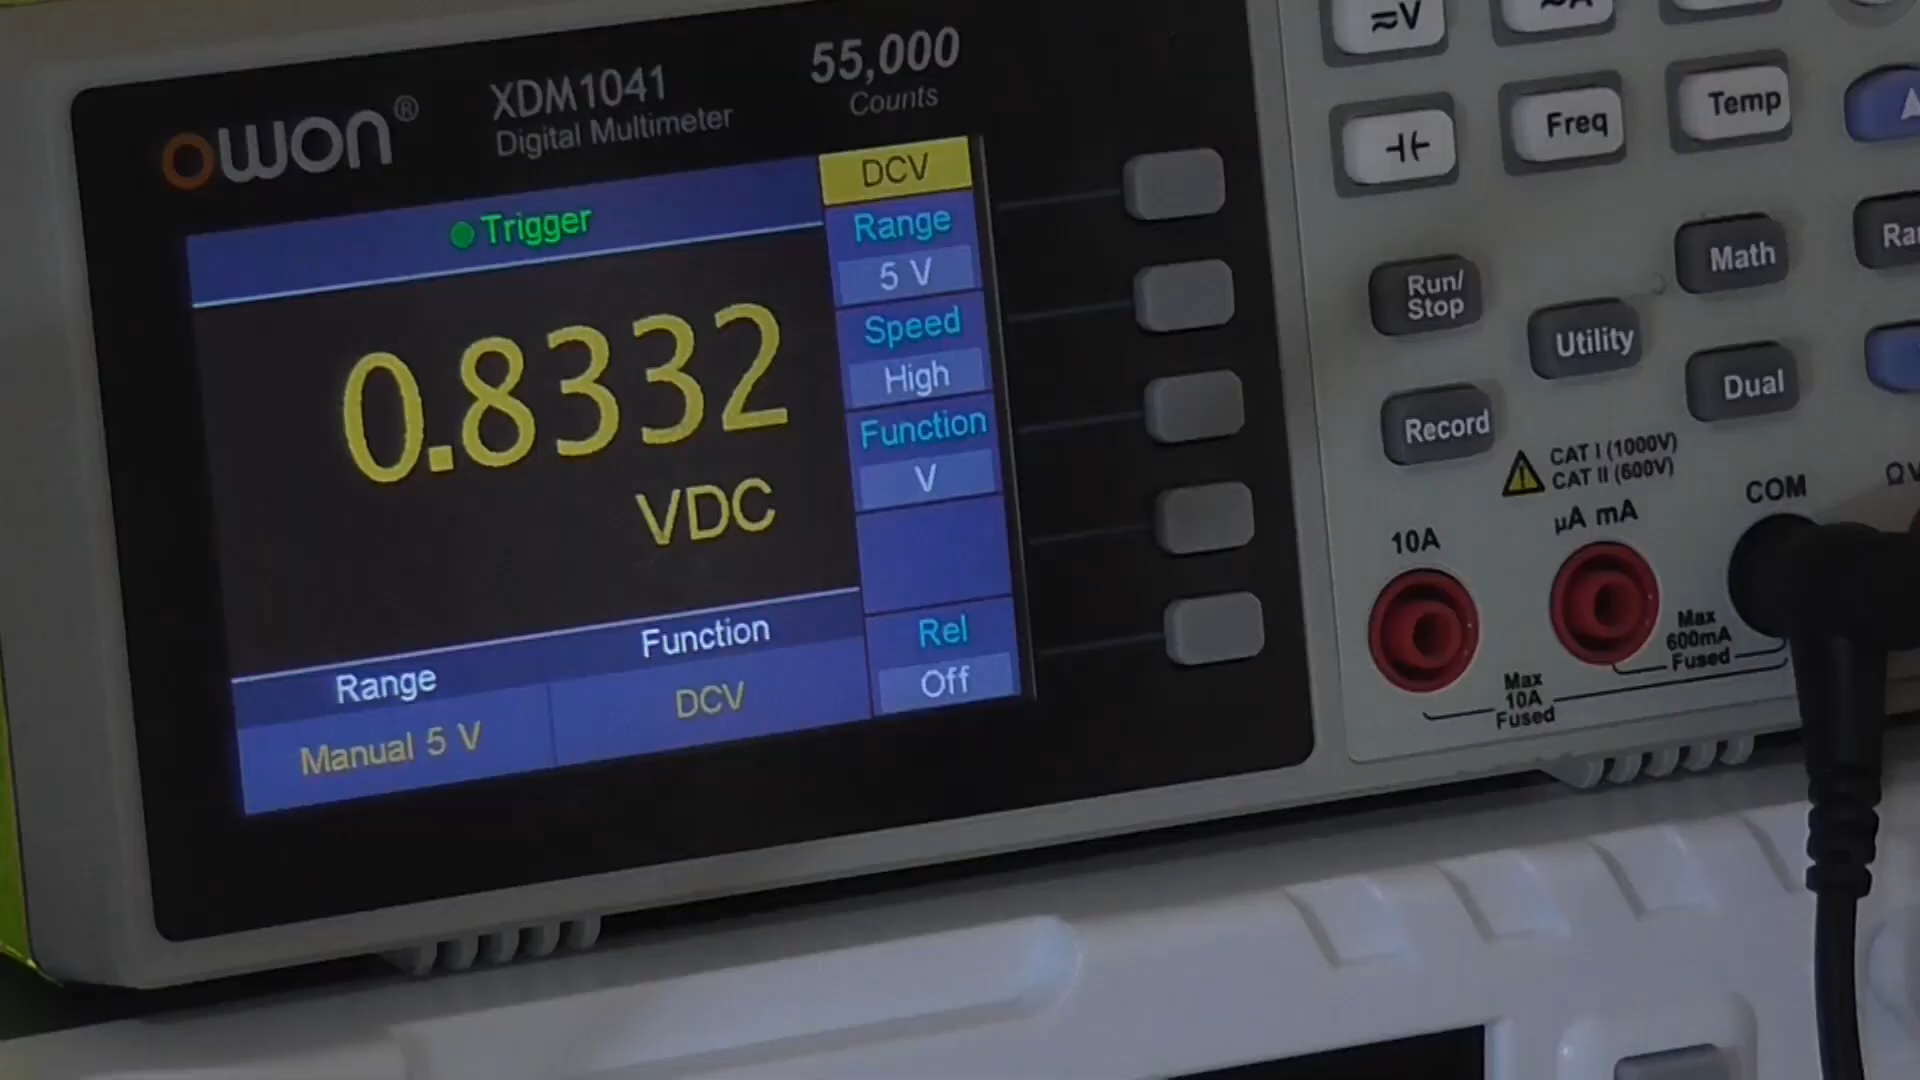 owon®
XDM1041
Digital Multimeter
55,000
Counts
Trigger
0.8332
VDC
Range
Manual 5 V
Function
DCV
DCV
Range
5 V
Speed
High
Function
V
Rel
Off
Freq
Temp
Run/
Stop
Utility
Math
Record
Dual
CAT I (1000V)
CAT II (600V)
10A
µA mA
COM
Max
600mA
Fused
Max
10A
Fused